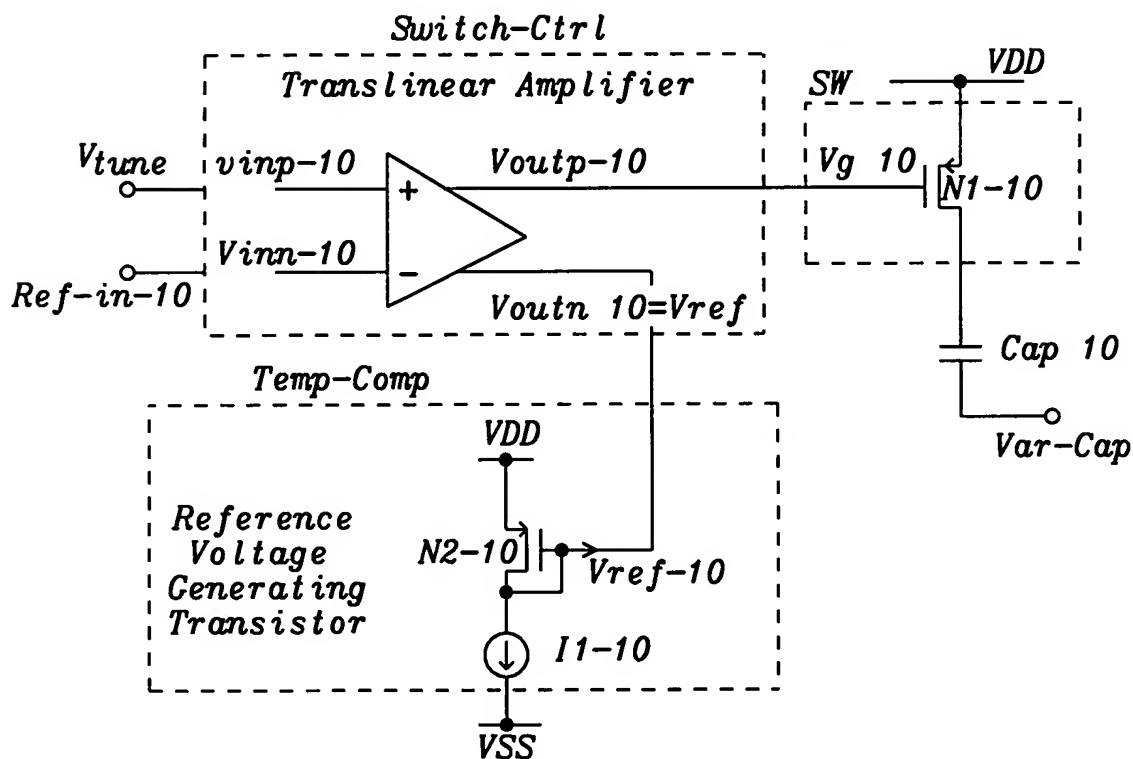 Switch-Ctrl
Translinear Amplifier
SW
VDD
Vtune
vinp-10
Voutp-10
Vg 10
N1-10
+
Vinn-10
-
Ref-in-10
Voutn 10=Vref
Cap 10
Temp-Comp
Var-Cap
VDD
Reference
Voltage
Generating
Transistor
N2-10
Vref-10
I1-10
VSS